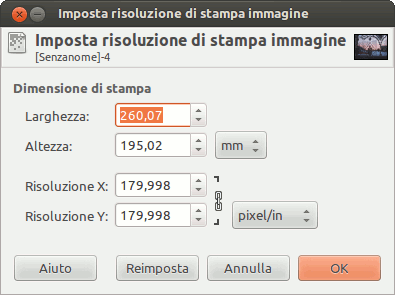 Imposta risoluzione di stampa immagine
Imposta risoluzione di stampa immagine
[Senzanome]-4
Dimensione di stampa
Larghezza: 260,07
Altezza: 195,02 mm
Risoluzione X: 179,998
Risoluzione Y: 179,998 pixel/in
Aiuto Reimposta Annulla OK